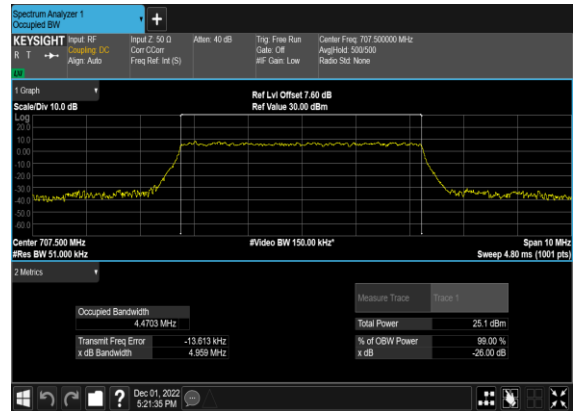 Spectrum Analyzer 1
Occupied BW
+
KEYSIGHT Input: RF Input Z: 50 Ω Atten: 40 dB Trig: Free Run Center Freq: 707.500000 MHz
R T Coupling: DC Corr CCorr Gate: Off Avg|Hold: 500/500
Align: Auto Freq Ref: Int (S) #IF Gain: Low Radio Std: None
1 Graph
Ref Lvl Offset 7.60 dB
Scale/Div 10.0 dB Ref Value 30.00 dBm
Log
20.0
10.0
0.00
-10.0
-20.0
-30.0
-40.0
-50.0
-60.0
Center 707.500 MHz #Video BW 150.00 kHz* Span 10 MHz
#Res BW 51.000 kHz Sweep 4.80 ms (1001 pts)
2 Metrics
Measure Trace Trace 1
Occupied Bandwidth
4.4703 MHz Total Power 25.1 dBm
Transmit Freq Error -13.613 kHz % of OBW Power 99.00 %
x dB Bandwidth 4.959 MHz x dB -26.00 dB
? Dec 01, 2022
5:21:35 PM